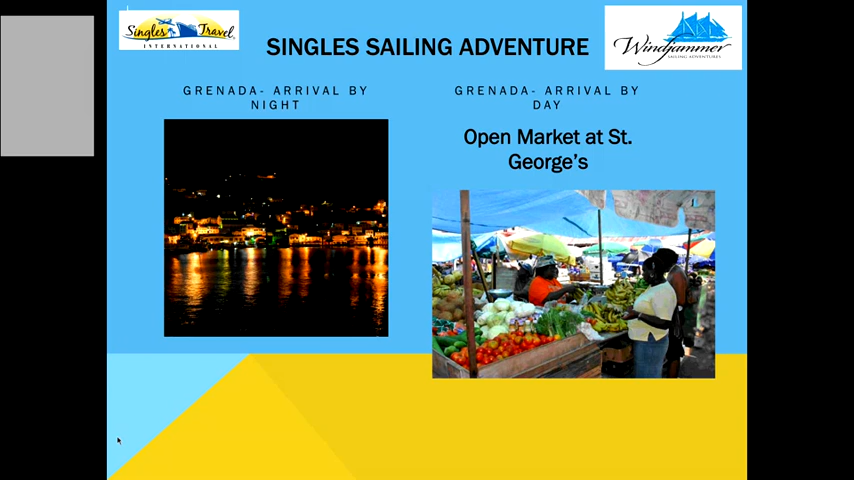 Singles Travel
INTERNATIONAL
SINGLES SAILING ADVENTURE
Windjammer
SAILING ADVENTURES
GRENADA- ARRIVAL BY
NIGHT
GRENADA- ARRIVAL BY
DAY
Open Market at St.
George's